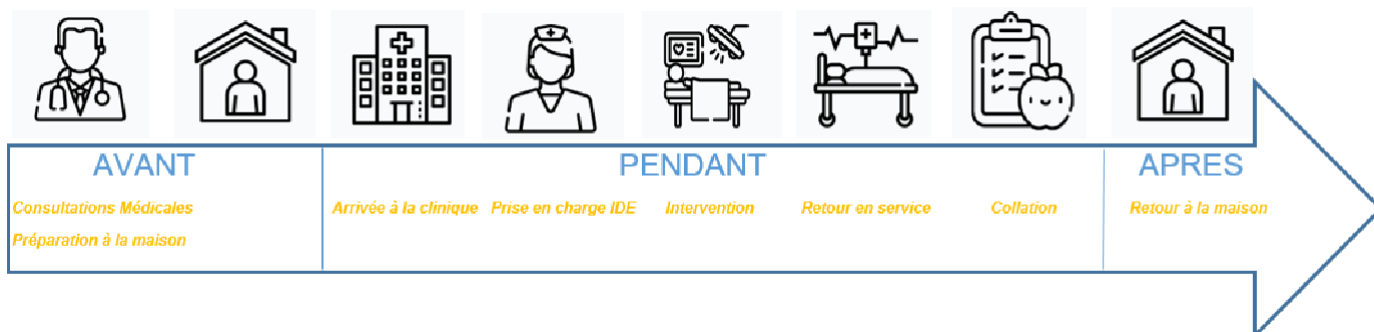 AVANT
PENDANT
APRES
Consultations Médicales
Préparation à la maison
Arrivée à la clinique
Prise en charge IDE
Intervention
Retour en service
Collation
Retour à la maison